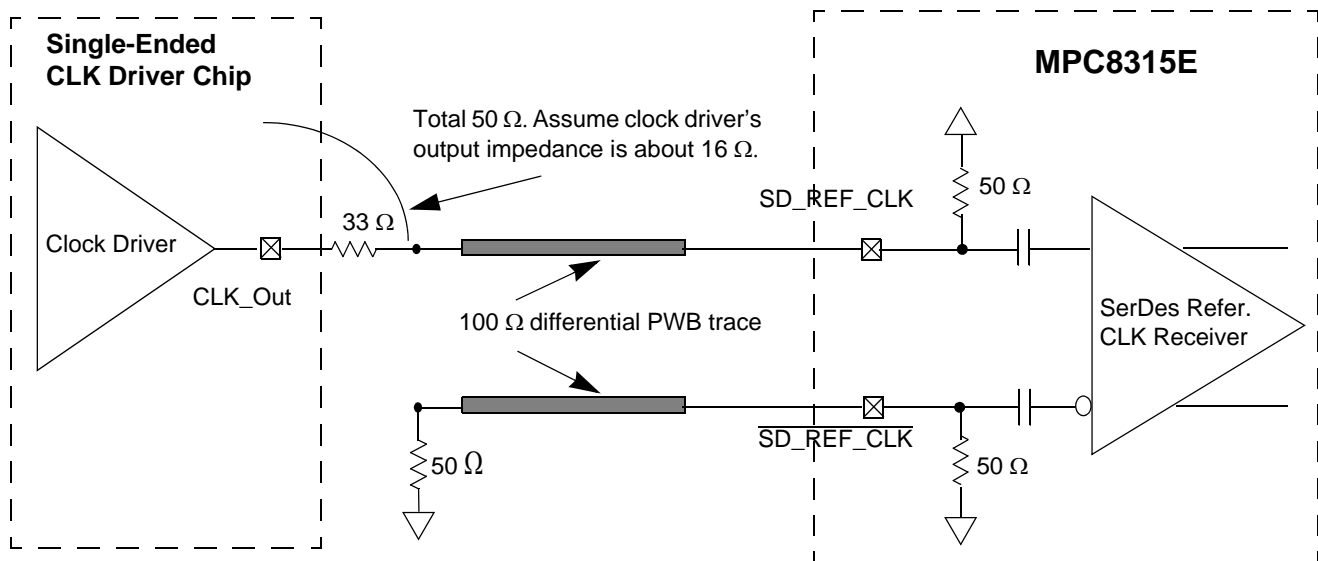 Single-Ended
CLK Driver Chip
MPC8315E
Total 50 Ω. Assume clock driver's
output impedance is about 16 Ω.
SD_REF_CLK
50 Ω
33 Ω
Clock Driver
CLK_Out
100 Ω differential PWB trace
SerDes Refer.
CLK Receiver
SD_REF_CLK
50 Ω
50 Ω